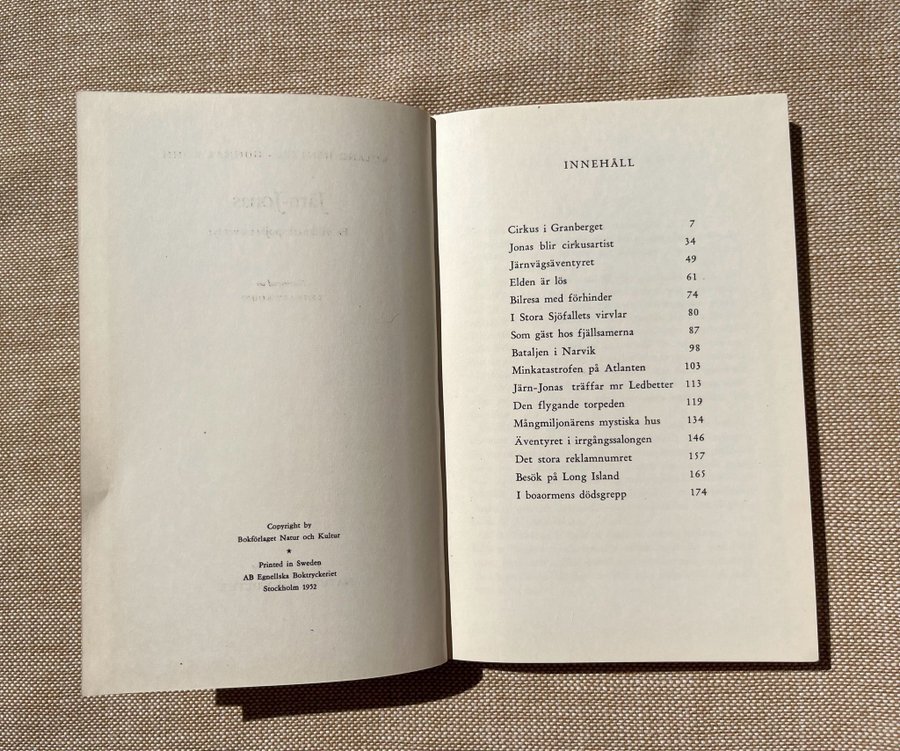 Järn-Jonas
Copyright by
Bokförlaget Natur och Kultur
★
Printed in Sweden
AB Egnellska Boktryckeriet
Stockholm 1952
INNEHÅLL
Cirkus i Granberget 7
Jonas blir cirkusartist 34
Järnvägsäventyret 49
Elden är lös 61
Bilresa med förhinder 74
I Stora Sjöfallets virvlar 80
Som gäst hos fjällsamerna 87
Bataljen i Narvik 98
Minkatastrofen på Atlanten 103
Järn-Jonas träffar mr Ledbetter 113
Den flygande torpeden 119
Mångmiljonärens mystiska hus 134
Äventyret i irrgångssalongen 146
Det stora reklamnumret 157
Besök på Long Island 165
I boaormens dödsgrepp 174